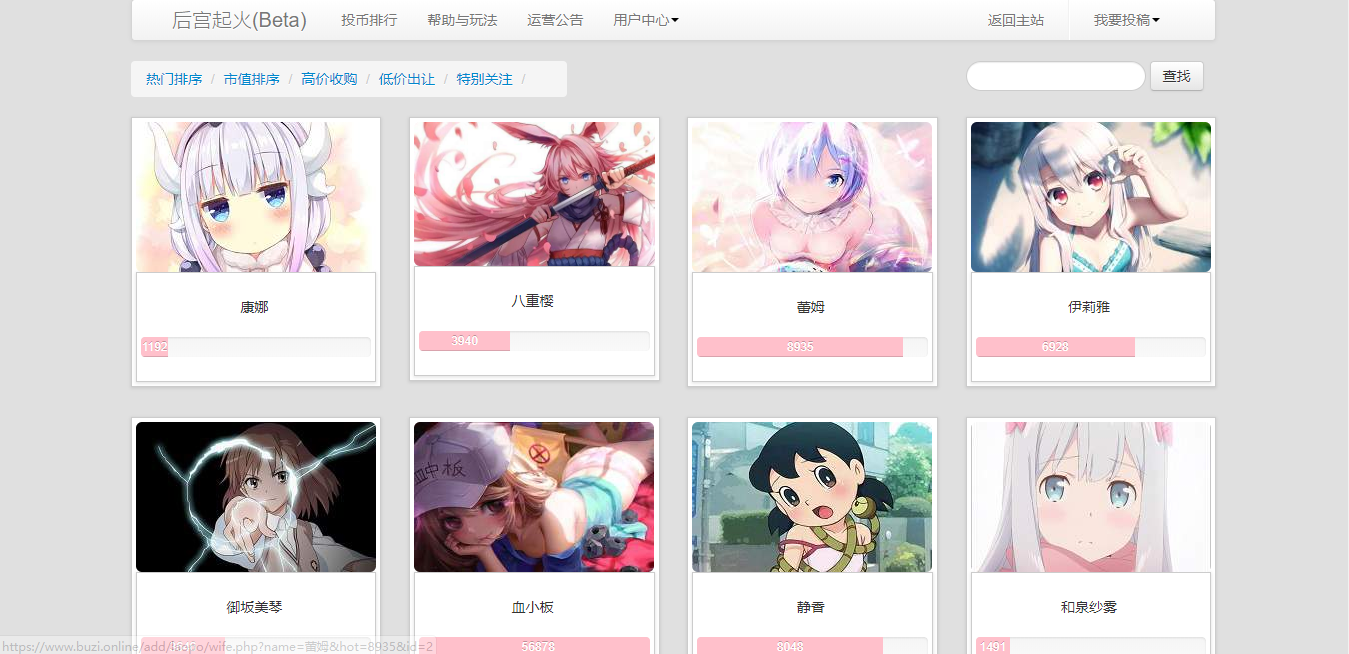 后宫起火(Beta) 投币排行 帮助与玩法 运营公告 用户中心 返回主站 我要投稿
热门排序 / 市值排序 / 高价收购 / 低价出让 / 特别关注 / 查找
康娜 八重樱 蕾姆 伊莉雅
1192 3940 8935 6928
血中板
御坂美琴 血小板 静香 和泉纱雾
56878 8048 1491
https://www.buzi.online/add/laopo/wife.php?name=蕾姆&hot=8935&id=2